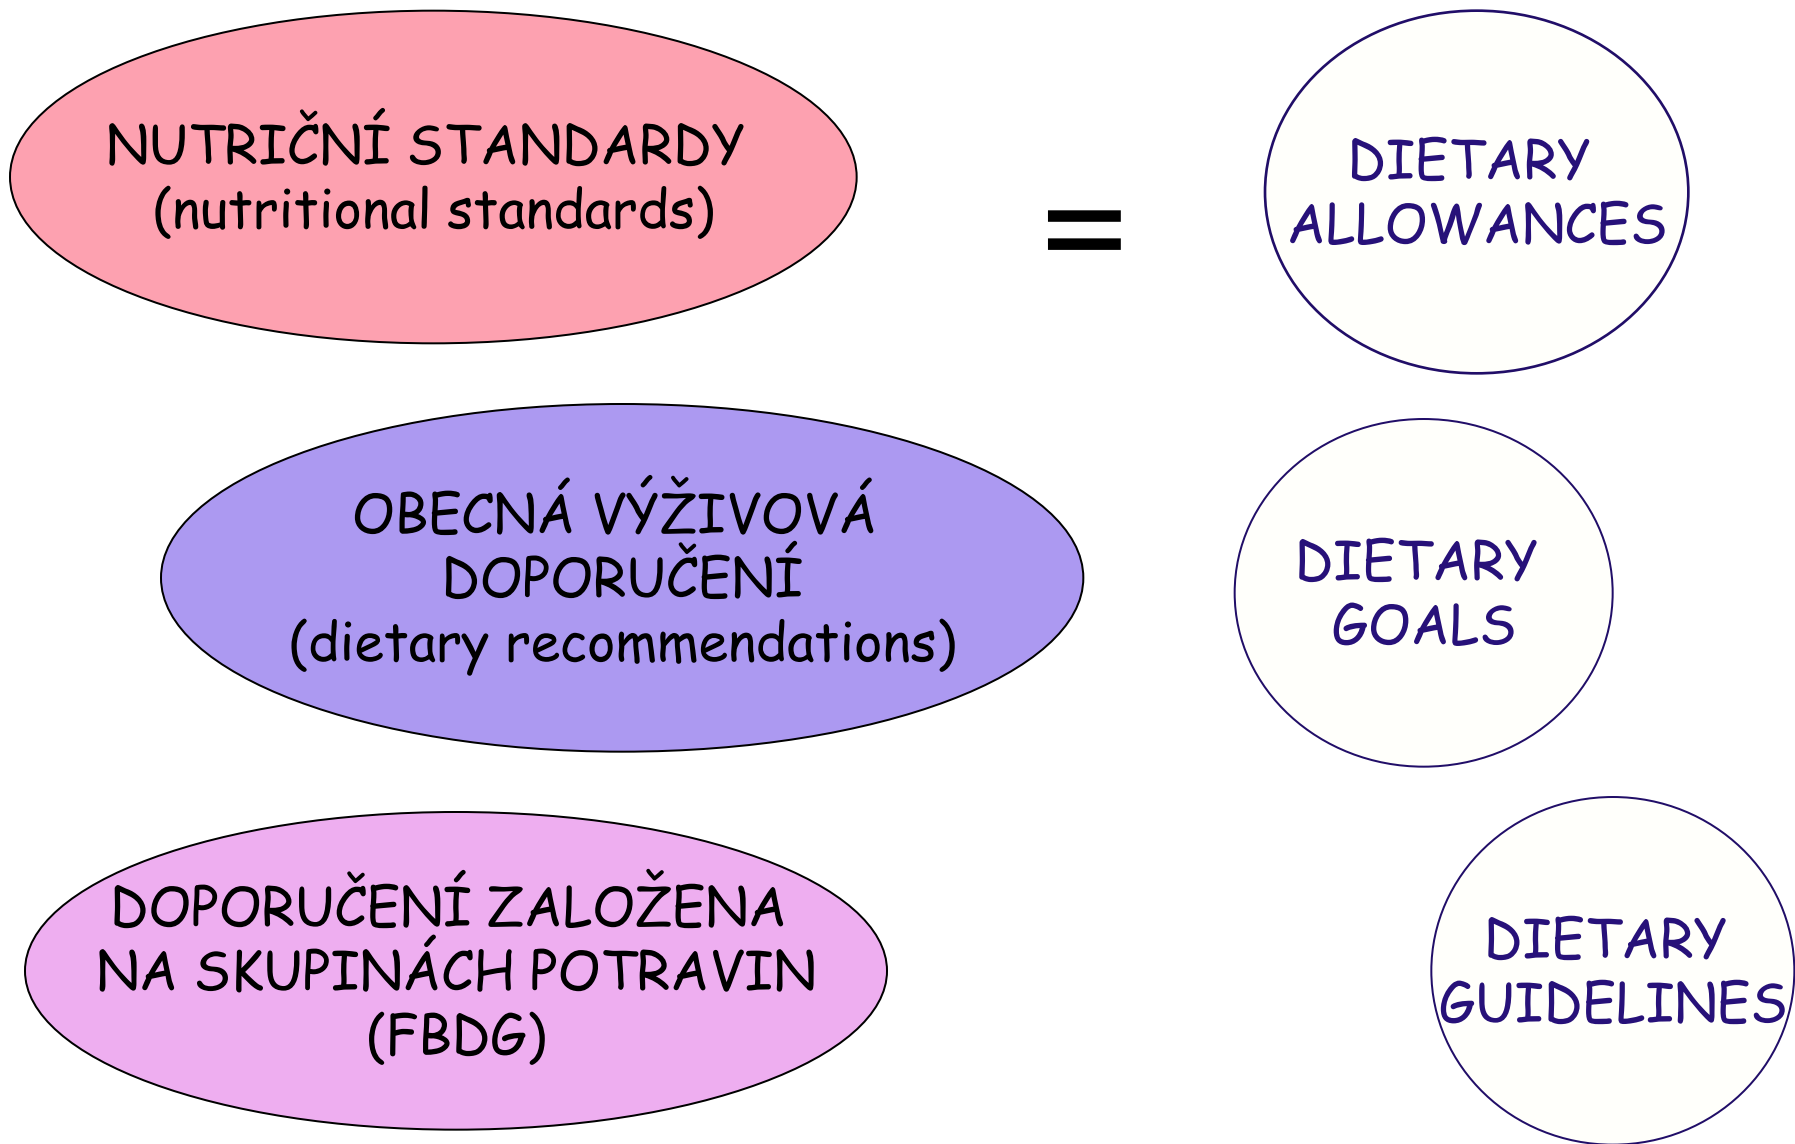 NUTRIČNÍ STANDARDY
(nutritional standards)
=
DIETARY
ALLOWANCES
OBECNÁ VÝŽIVOVÁ
DOPORUČENÍ
(dietary recommendations)
DIETARY
GOALS
DOPORUČENÍ ZALOŽENA
NA SKUPINÁCH POTRAVIN
(FBDG)
DIETARY
GUIDELINES